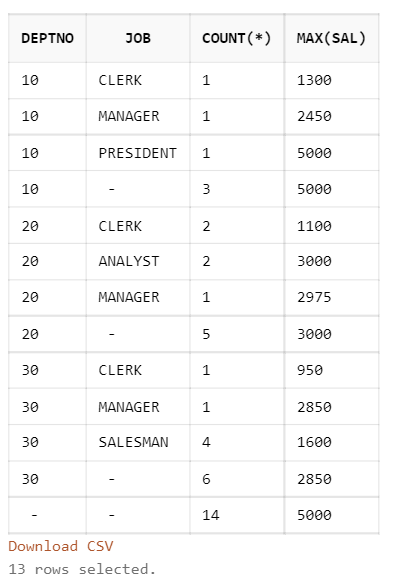 DEPTNO JOB COUNT(*) MAX(SAL)
10 CLERK 1 1300
10 MANAGER 1 2450
10 PRESIDENT 1 5000
10 - 3 5000
20 CLERK 2 1100
20 ANALYST 2 3000
20 MANAGER 1 2975
20 - 5 3000
30 CLERK 1 950
30 MANAGER 1 2850
30 SALESMAN 4 1600
30 - 6 2850
- - 14 5000
Download CSV
13 rows selected.